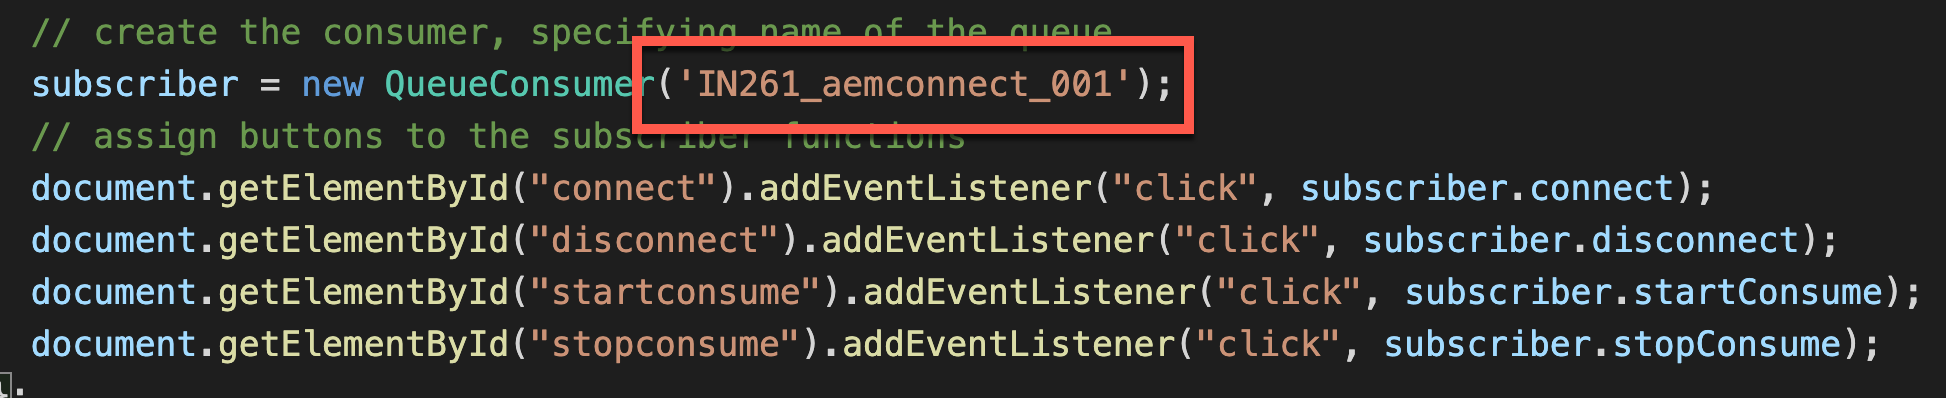 // create the consumer, specifying name of the queue
subscriber = new QueueConsumer('IN261_aemconnect_001');
// assign buttons to the subscriber functions
document.getElementById("connect").addEventListener("click", subscriber.connect);
document.getElementById("disconnect").addEventListener("click", subscriber.disconnect);
document.getElementById("startconsume").addEventListener("click", subscriber.startConsume);
document.getElementById("stopconsume").addEventListener("click", subscriber.stopConsume);